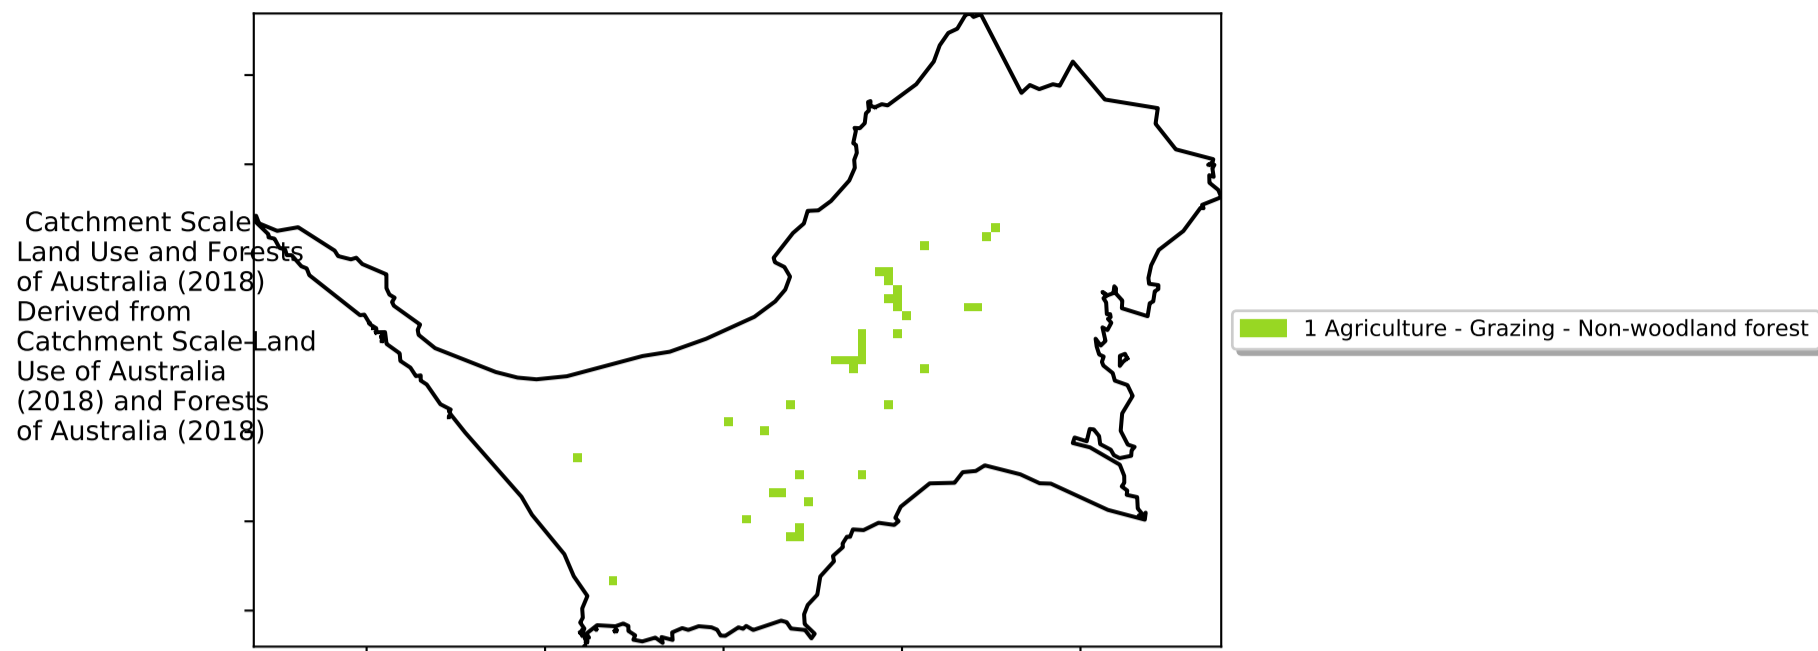 Catchment Scale
Land Use and Forests
of Australia (2018)
Derived from
Catchment Scale Land
Use of Australia
(2018) and Forests
of Australia (2018)
1 Agriculture - Grazing - Non-woodland forest